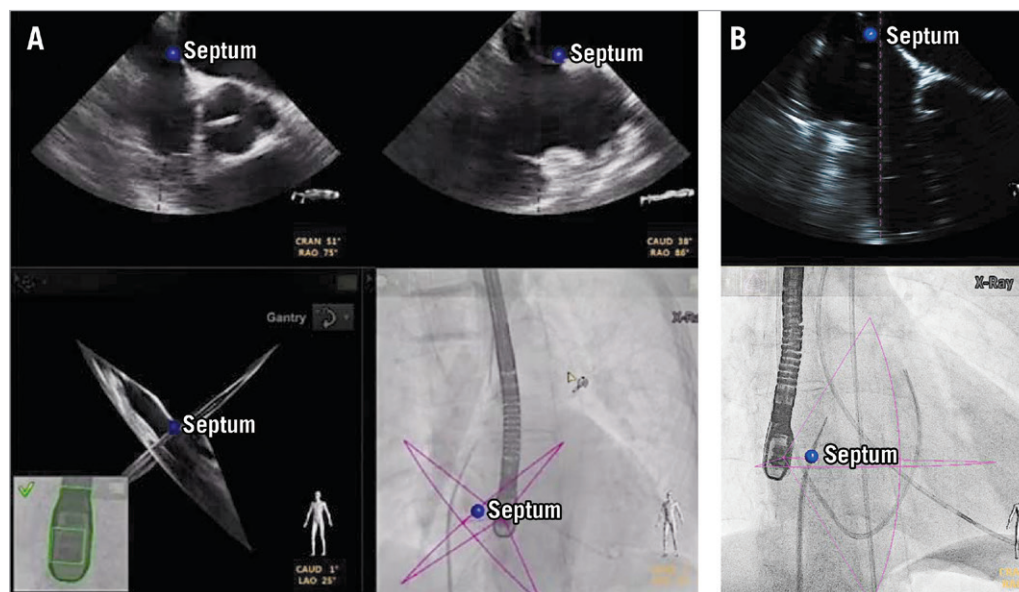 A
Septum
Septum
B
Septum
CRAN 51°
RAO 75°
CAUD 38°
RAO 86°
Gantry
Septum
CAUD 1°
LAO 25°
Septum
X-Ray
Septum